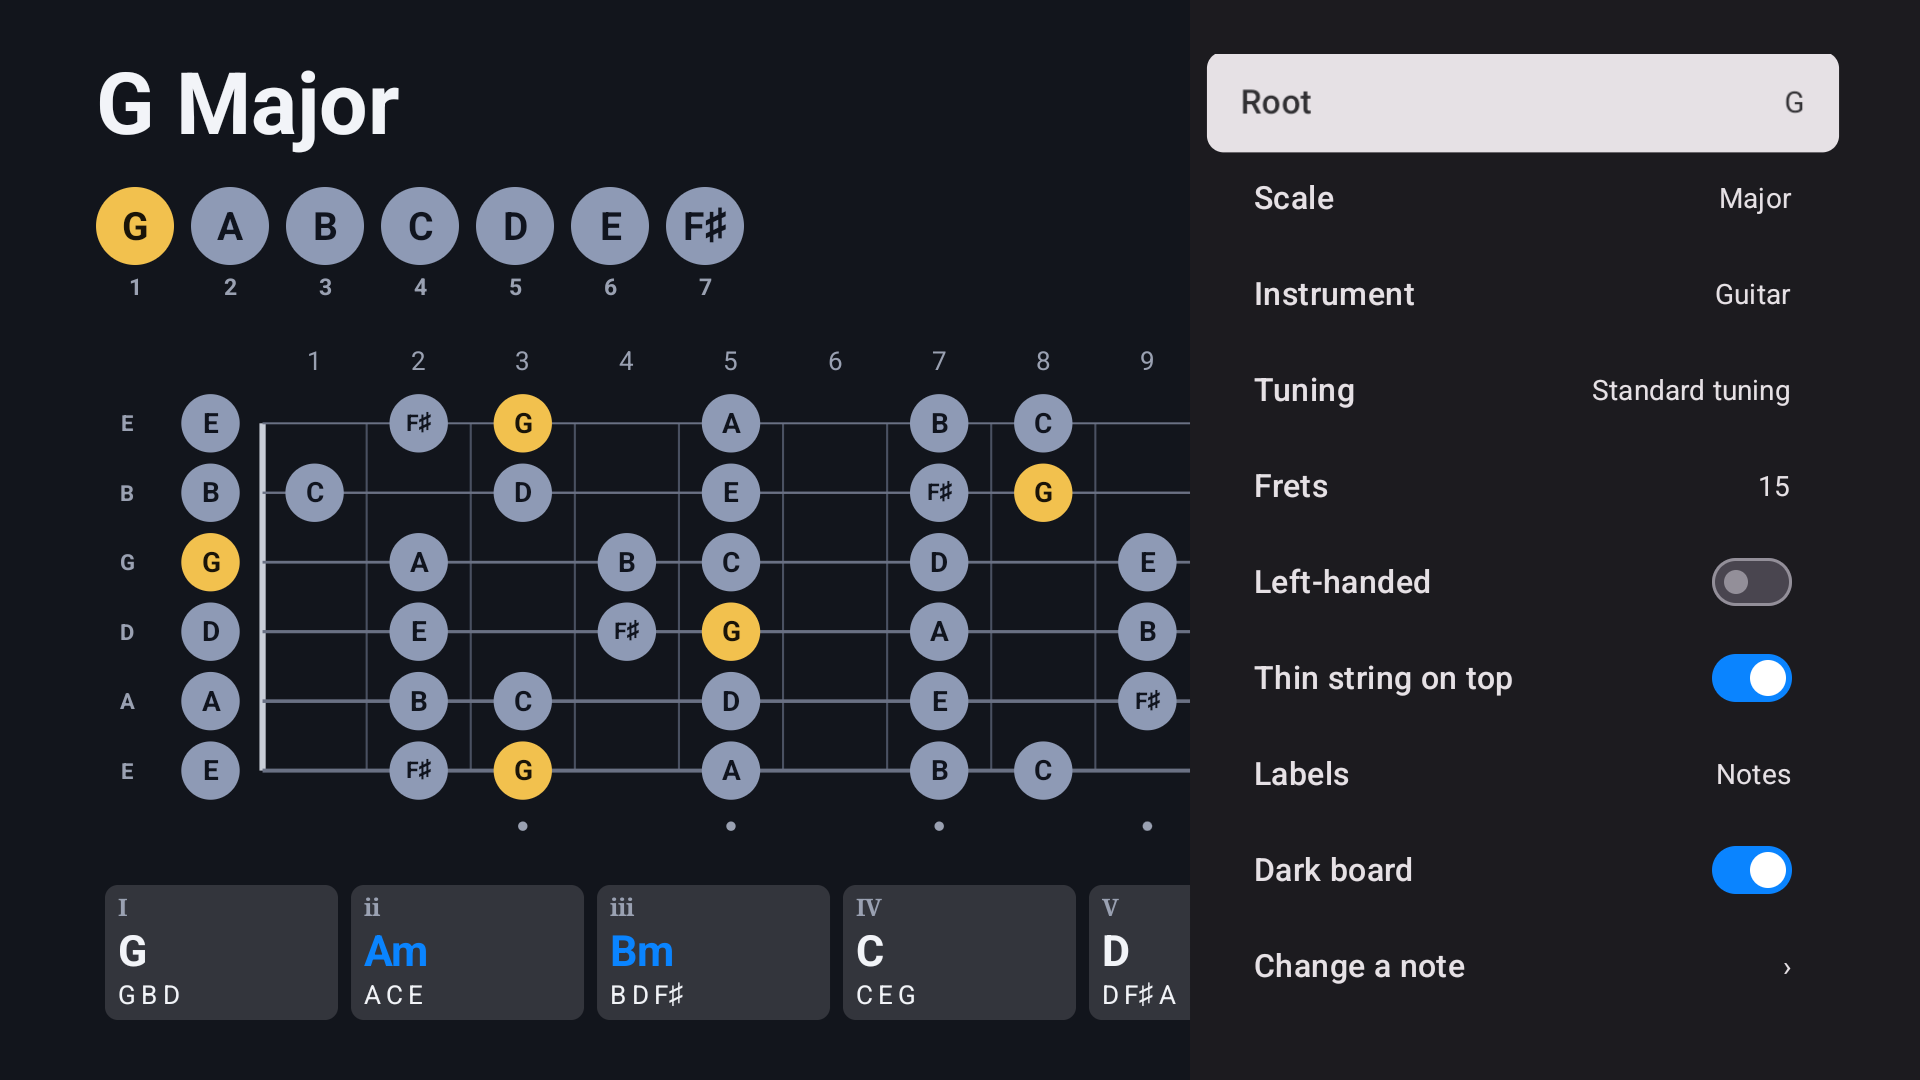 G Major
G A B C D E F♯
1 2 3 4 5 6 7
1 2 3 4 5 6 7 8 9
E E F♯ G A B C
B B C D E F♯ G
G G A B C D E
D D E F♯ G A B
A A B C D E F♯
E E F♯ G A B C
I
G
G B D
ii
Am
A C E
iii
Bm
B D F♯
IV
C
C E G
V
D
D F♯ A
Root G
Scale Major
Instrument Guitar
Tuning Standard tuning
Frets 15
Left-handed
Thin string on top
Labels Notes
Dark board
Change a note ›